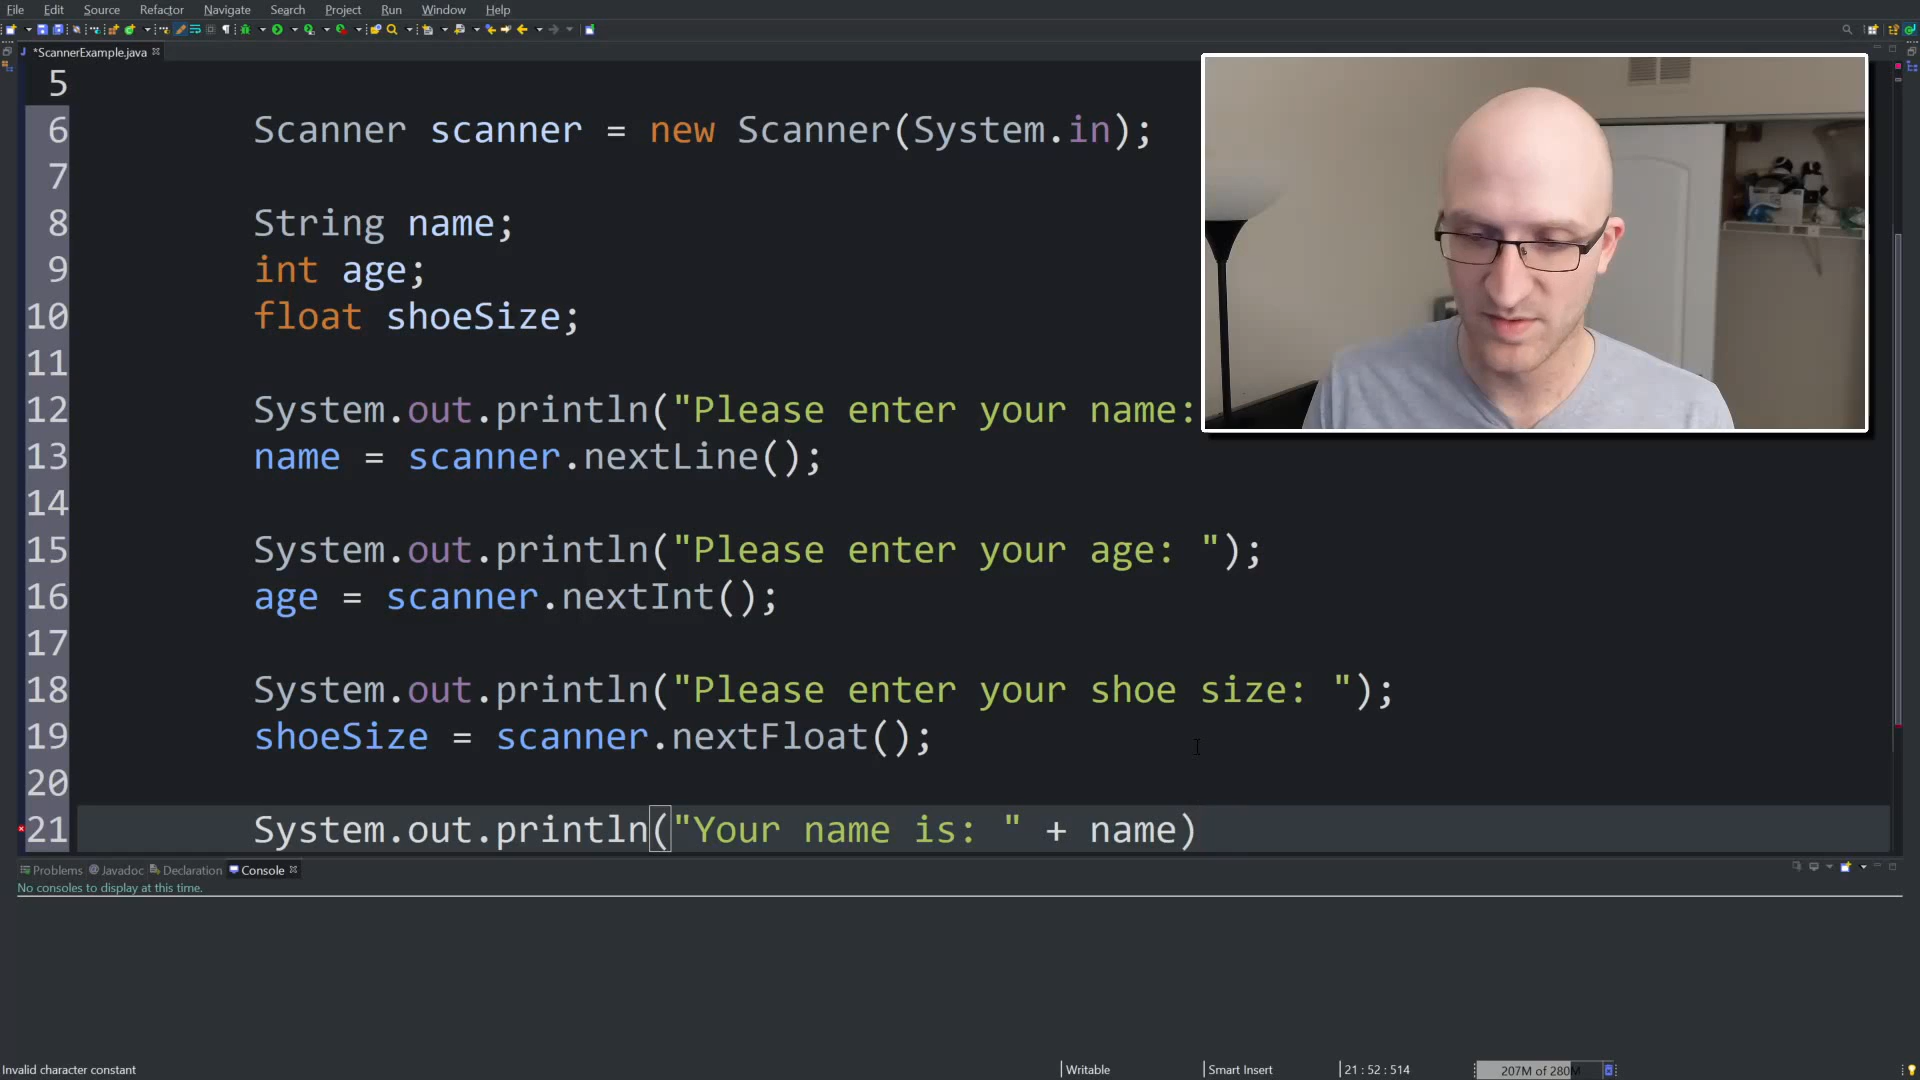 File Edit Source Refactor Navigate Search Project Run Window Help
*ScannerExample.java
5
6 Scanner scanner = new Scanner(System.in);
7
8 String name;
9 int age;
10 float shoeSize;
11
12 System.out.println("Please enter your name:
13 name = scanner.nextLine();
14
15 System.out.println("Please enter your age: ");
16 age = scanner.nextInt();
17
18 System.out.println("Please enter your shoe size: ");
19 shoeSize = scanner.nextFloat();
20
21 System.out.println("Your name is: " + name)
Problems @ Javadoc Declaration Console
No consoles to display at this time.
Invalid character constant Writable Smart Insert 21 : 52 : 514 207M of 280M